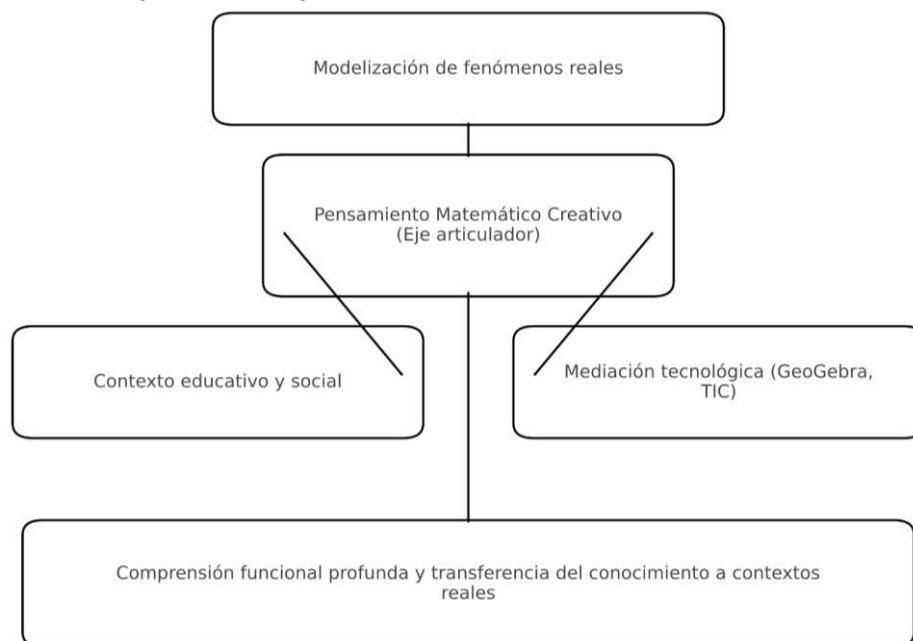 Modelización de fenómenos reales
Pensamiento Matemático Creativo
(Eje articulador)
Contexto educativo y social
Mediación tecnológica (GeoGebra,
TIC)
Comprensión funcional profunda y transferencia del conocimiento a contextos
reales